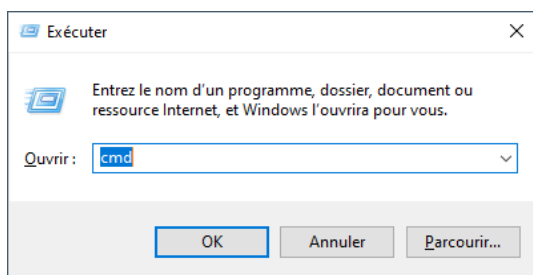 Exécuter
Entrez le nom d'un programme, dossier, document ou
ressource Internet, et Windows l'ouvrira pour vous.
Ouvrir : cmd
OK Annuler Parcourir...